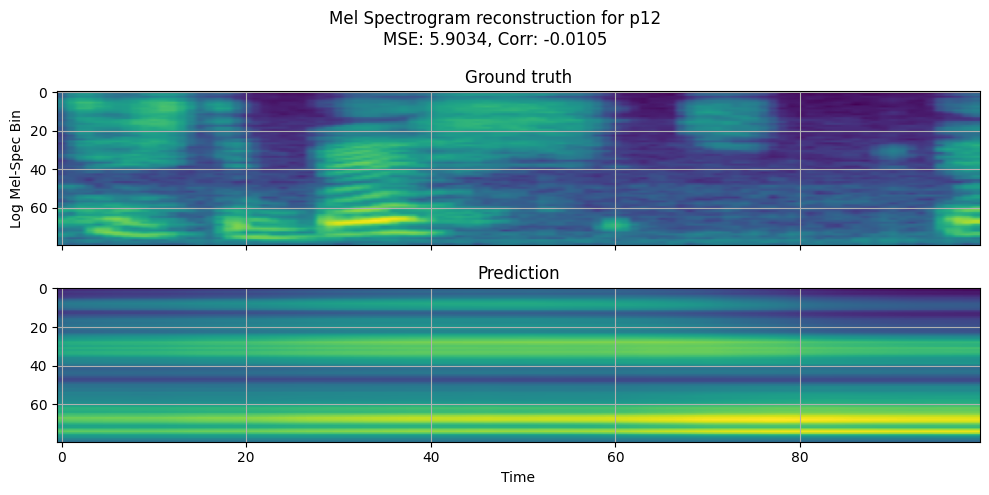 Mel Spectrogram reconstruction for p12
MSE: 5.9034, Corr: -0.0105
Ground truth
0
20
40
60
Log Mel-Spec Bin
Prediction
0
20
40
60
0 20 40 60 80
Time